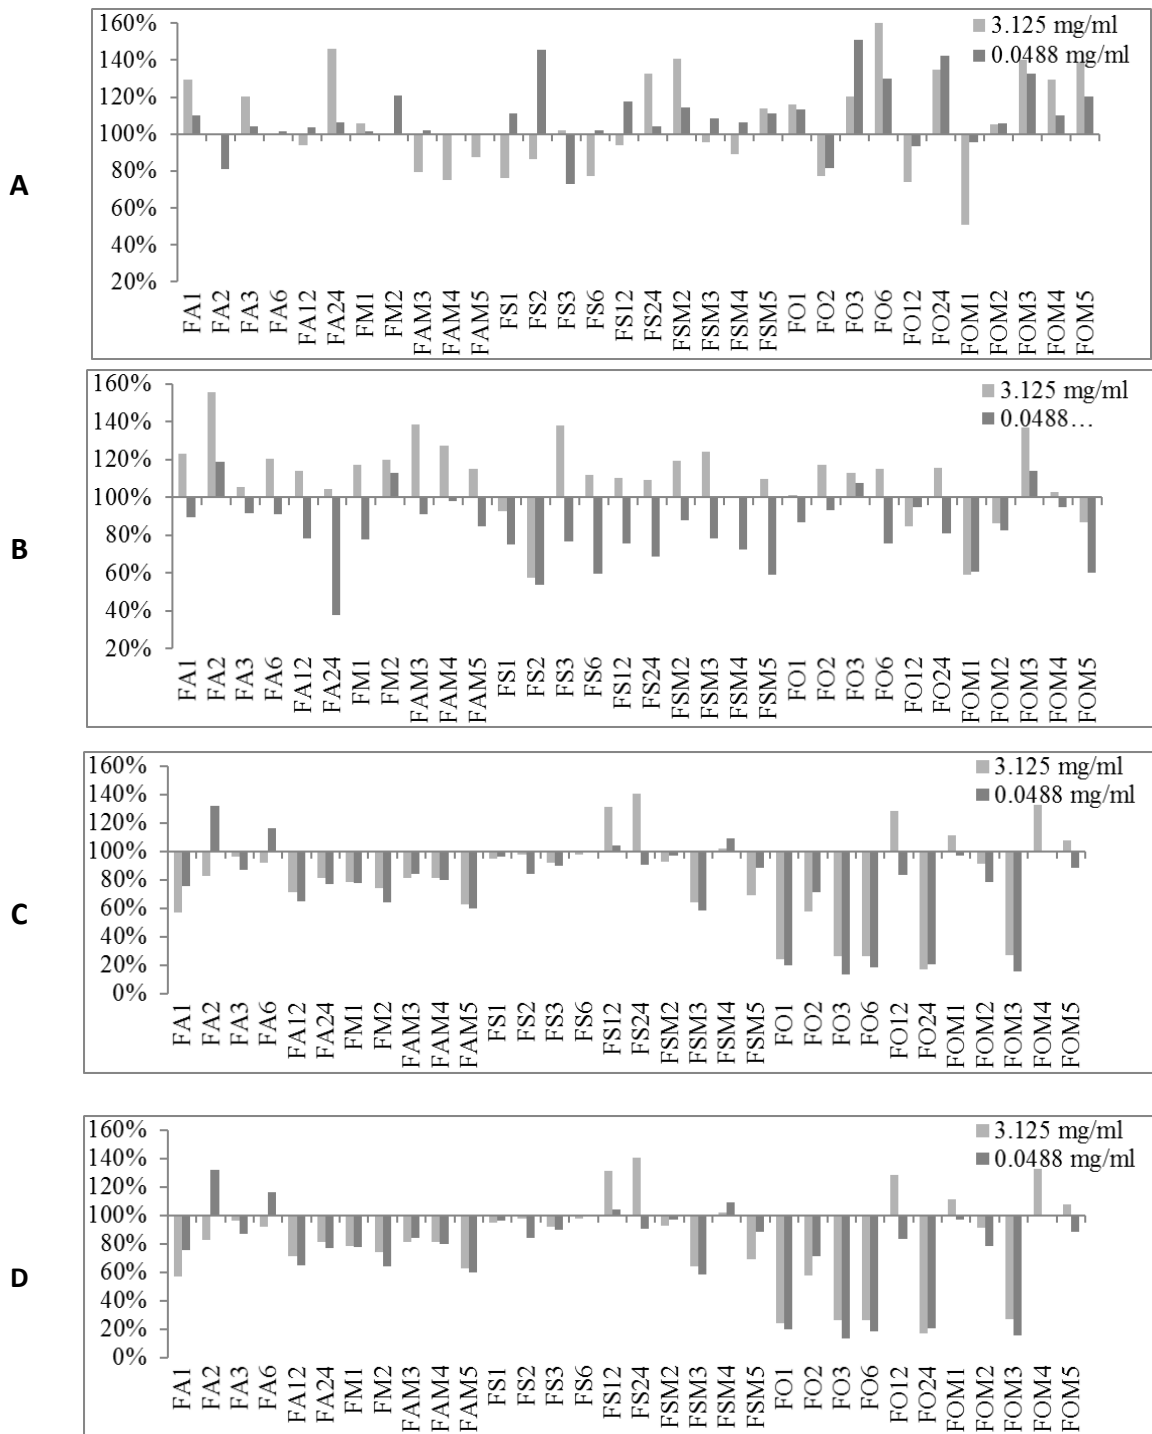 160%
140%
120%
100%
80%
60%
40%
20%
3.125 mg/ml
0.0488 mg/ml
A
FA1 FA2 FA3 FA6 FA12 FA24 FM1 FM2 FAM3 FAM4 FAM5 FS1 FS2 FS3 FS6 FS12 FS24 FSM2 FSM3 FSM4 FSM5 FO1 FO2 FO3 FO6 FO12 FO24 FOM1 FOM2 FOM3 FOM4 FOM5
160%
140%
120%
100%
80%
60%
40%
20%
3.125 mg/ml
0.0488…
B
FA1 FA2 FA3 FA6 FA12 FA24 FM1 FM2 FAM3 FAM4 FAM5 FS1 FS2 FS3 FS6 FS12 FS24 FSM2 FSM3 FSM4 FSM5 FO1 FO2 FO3 FO6 FO12 FO24 FOM1 FOM2 FOM3 FOM4 FOM5
160%
140%
120%
100%
80%
60%
40%
20%
0%
3.125 mg/ml
0.0488 mg/ml
C
FA1 FA2 FA3 FA6 FA12 FA24 FM1 FM2 FAM3 FAM4 FAM5 FS1 FS2 FS3 FS6 FS12 FS24 FSM2 FSM3 FSM4 FSM5 FO1 FO2 FO3 FO6 FO12 FO24 FOM1 FOM2 FOM3 FOM4 FOM5
160%
140%
120%
100%
80%
60%
40%
20%
0%
3.125 mg/ml
0.0488 mg/ml
D
FA1 FA2 FA3 FA6 FA12 FA24 FM1 FM2 FAM3 FAM4 FAM5 FS1 FS2 FS3 FS6 FS12 FS24 FSM2 FSM3 FSM4 FSM5 FO1 FO2 FO3 FO6 FO12 FO24 FOM1 FOM2 FOM3 FOM4 FOM5